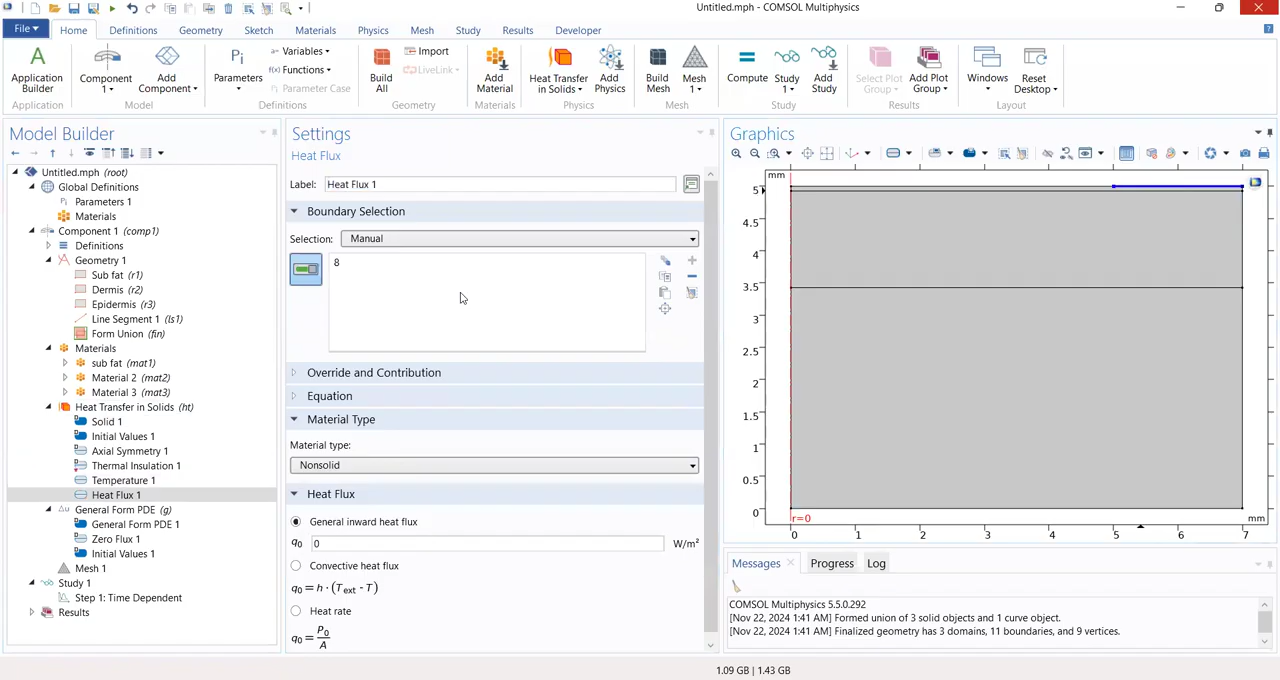 Untitled.mph - COMSOL Multiphysics
File
Home
Definitions
Geometry
Sketch
Materials
Physics
Mesh
Study
Results
Developer
Application Builder
Component 1
Add Component
Parameters
a= Variables
f(x) Functions
Parameter Case
Build All
Import
LiveLink
Add Material
Heat Transfer in Solids
Add Physics
Build Mesh
Mesh 1
Compute
Study 1
Add Study
Select Plot Group
Add Plot Group
Windows
Reset Desktop
Application
Model
Definitions
Geometry
Materials
Physics
Mesh
Study
Results
Layout
Model Builder
Untitled.mph (root)
Global Definitions
Parameters 1
Materials
Component 1 (comp1)
Definitions
Geometry 1
Sub fat (r1)
Dermis (r2)
Epidermis (r3)
Line Segment 1 (ls1)
Form Union (fin)
Materials
sub fat (mat1)
Material 2 (mat2)
Material 3 (mat3)
Heat Transfer in Solids (ht)
Solid 1
Initial Values 1
Axial Symmetry 1
Thermal Insulation 1
Temperature 1
Heat Flux 1
General Form PDE (g)
General Form PDE 1
Zero Flux 1
Initial Values 1
Mesh 1
Study 1
Step 1: Time Dependent
Results
Settings
Heat Flux
Label: Heat Flux 1
Boundary Selection
Selection: Manual
8
Override and Contribution
Equation
Material Type
Material type:
Nonsolid
Heat Flux
General inward heat flux
q0 0 W/m²
Convective heat flux
q0 = h · (Text - T)
Heat rate
q0 = P0/A
Graphics
mm
5
4.5
4
3.5
3
2.5
2
1.5
1
0.5
0
r=0
mm
0 1 2 3 4 5 6 7
Messages
Progress
Log
COMSOL Multiphysics 5.5.0.292
[Nov 22, 2024 1:41 AM] Formed union of 3 solid objects and 1 curve object.
[Nov 22, 2024 1:41 AM] Finalized geometry has 3 domains, 11 boundaries, and 9 vertices.
1.09 GB | 1.43 GB